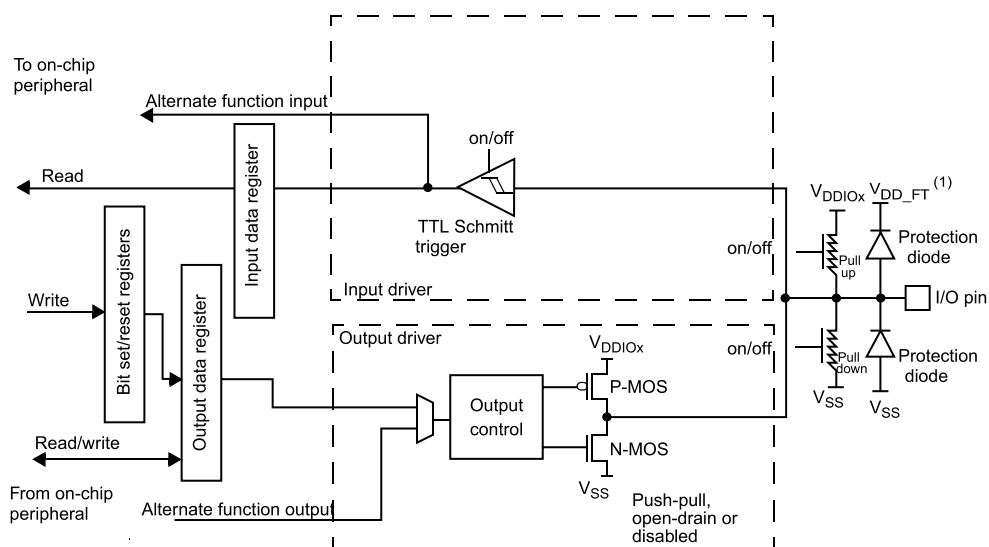 To on-chip
peripheral
Alternate function input
on/off
Read
Input data register
TTL Schmitt
trigger
Input driver
VDDIOx
VDD_FT (1)
on/off
Pull
up
Protection
diode
I/O pin
Bit set/reset registers
Write
Output data register
Read/write
From on-chip
peripheral
Alternate function output
Output driver
Output
control
VDDIOx
P-MOS
N-MOS
VSS
Push-pull,
open-drain or
disabled
on/off
Pull
down
VSS
Protection
diode
VSS